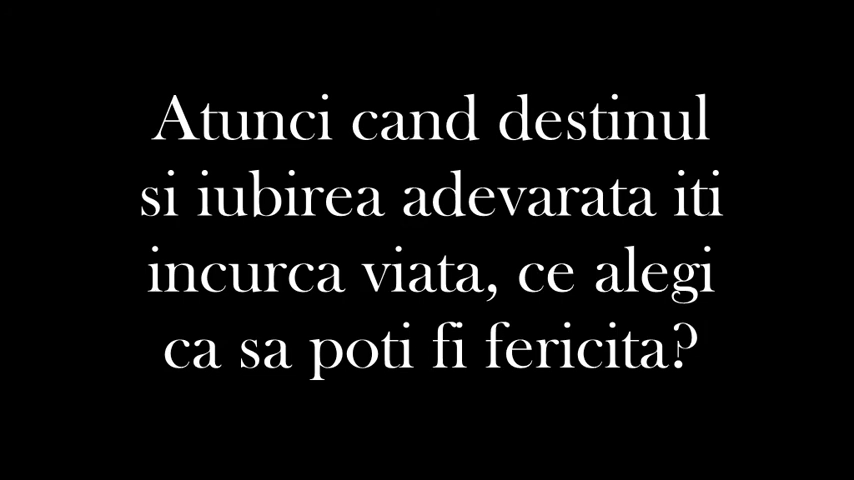 Atunci cand destinul
si iubirea adevarata iti
incurca viata, ce alegi
ca sa poti fi fericita?